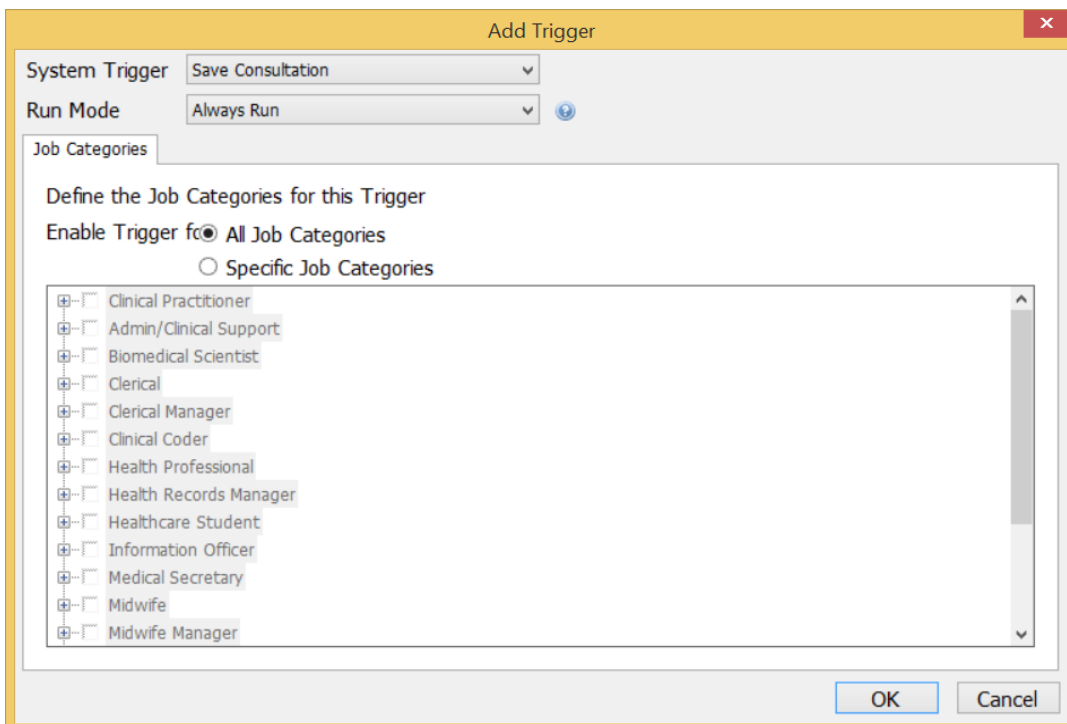 Add Trigger
System Trigger Save Consultation
Run Mode Always Run
Job Categories
Define the Job Categories for this Trigger
Enable Trigger fo All Job Categories
Specific Job Categories
Clinical Practitioner
Admin/Clinical Support
Biomedical Scientist
Clerical
Clerical Manager
Clinical Coder
Health Professional
Health Records Manager
Healthcare Student
Information Officer
Medical Secretary
Midwife
Midwife Manager
OK Cancel